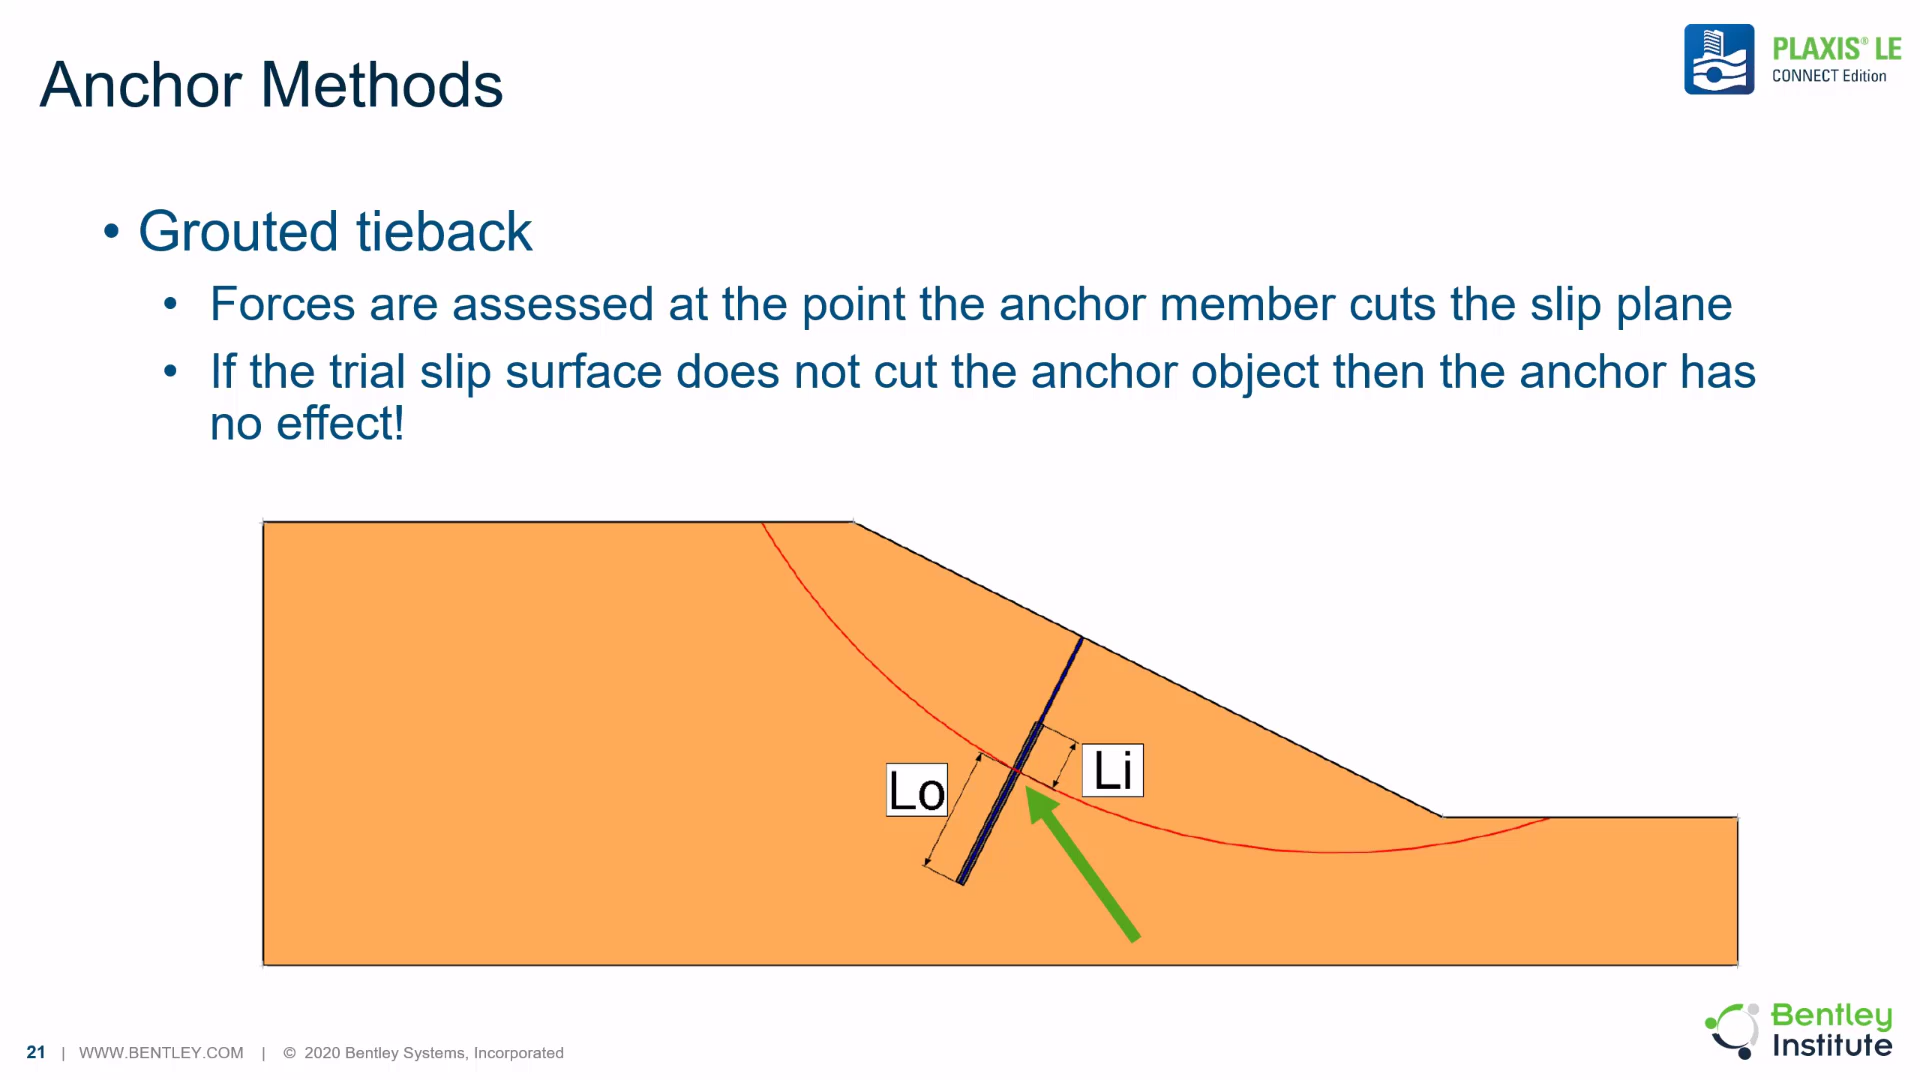 Anchor Methods
PLAXIS® LE
CONNECT Edition
• Grouted tieback
• Forces are assessed at the point the anchor member cuts the slip plane
• If the trial slip surface does not cut the anchor object then the anchor has
no effect!
Lo
Li
21 | WWW.BENTLEY.COM | © 2020 Bentley Systems, Incorporated
Bentley
Institute